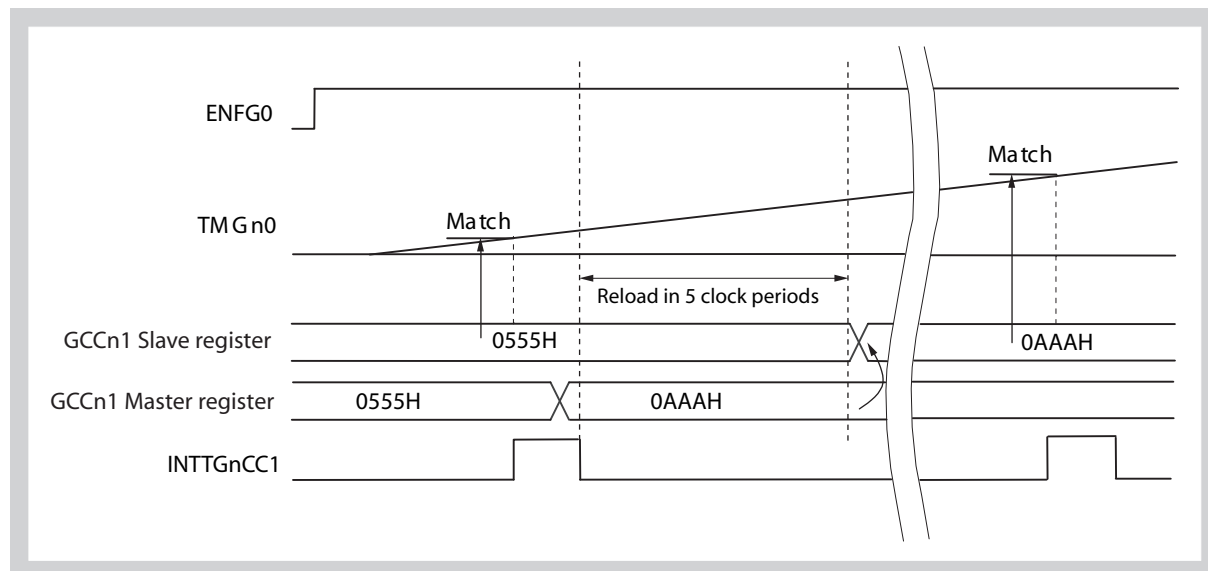 ENFG0
Match
TMGn0
Match
Reload in 5 clock periods
GCCn1 Slave register
0555H
0AAAH
GCCn1 Master register
0555H
0AAAH
INTTGnCC1